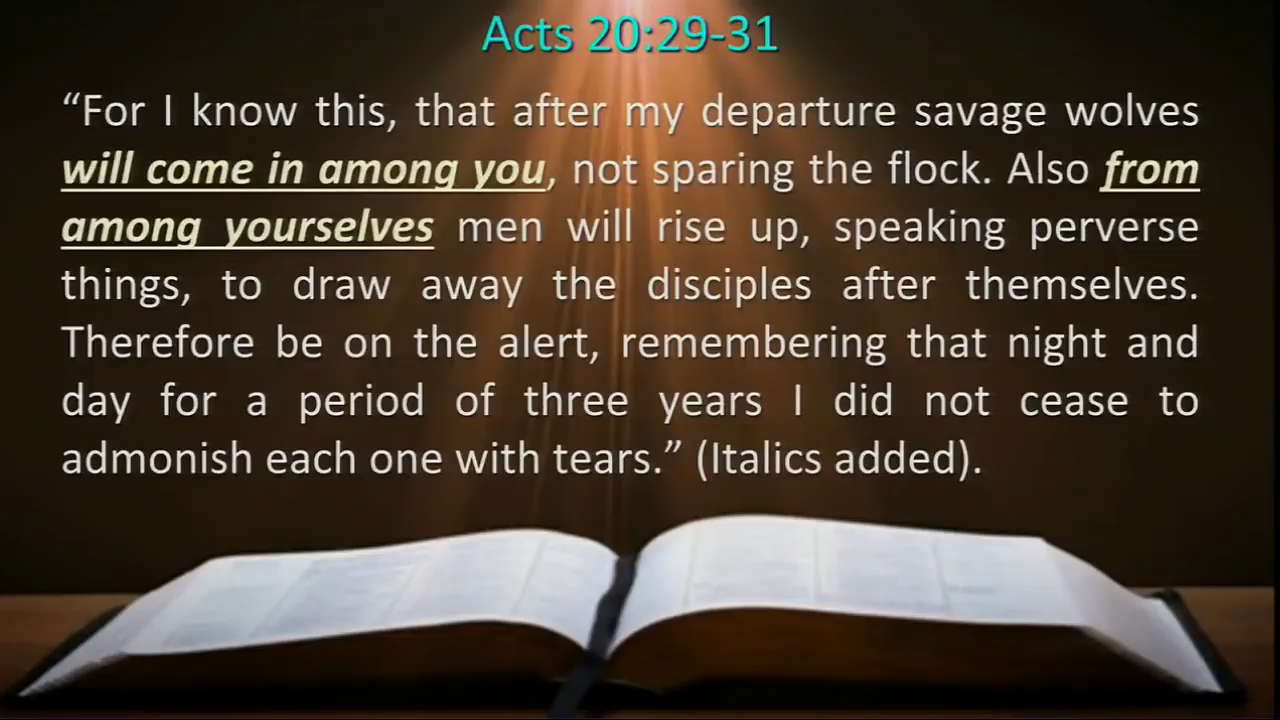 Acts 20:29-31
“For I know this, that after my departure savage wolves
will come in among you, not sparing the flock. Also from
among yourselves men will rise up, speaking perverse
things, to draw away the disciples after themselves.
Therefore be on the alert, remembering that night and
day for a period of three years I did not cease to
admonish each one with tears.” (Italics added).